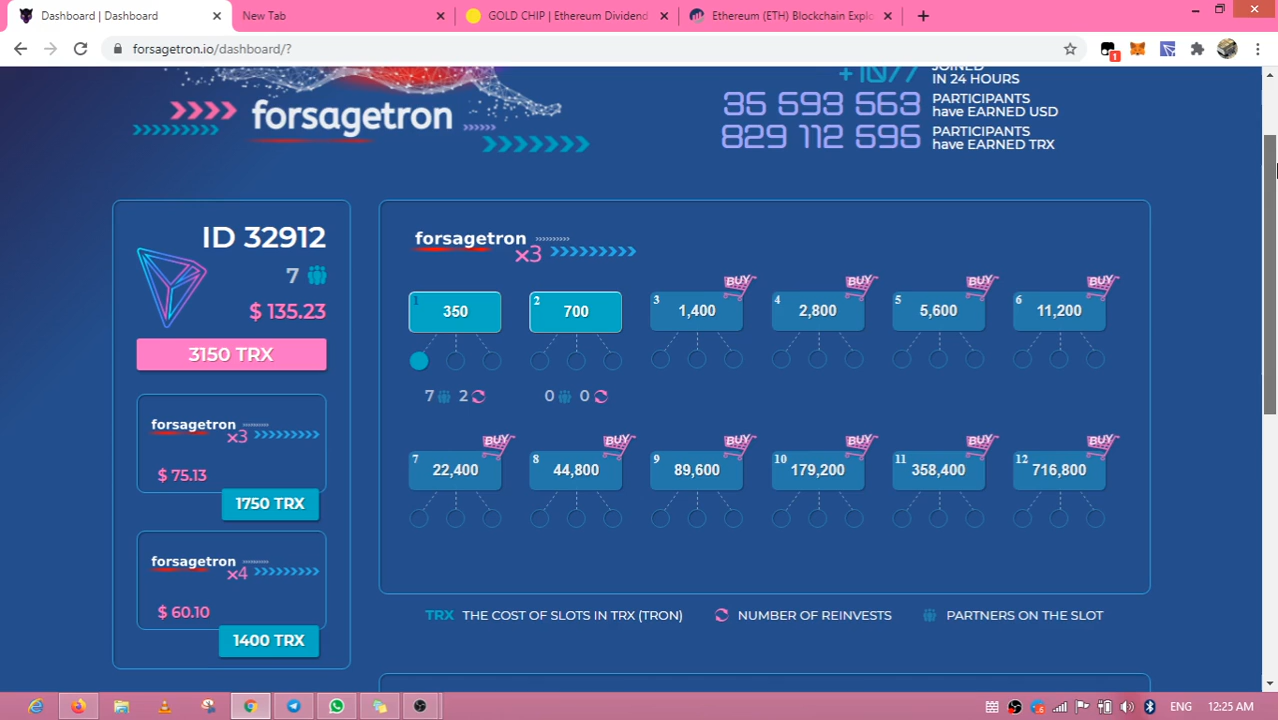 Dashboard | Dashboard
New Tab
GOLD CHIP | Ethereum Dividend
Ethereum (ETH) Blockchain Explo
forsagetron.io/dashboard/?
1
+1077
JOINED
IN 24 HOURS
forsagetron
35 593 563
PARTICIPANTS
have EARNED USD
829 112 595
PARTICIPANTS
have EARNED TRX
ID 32912
7
$ 135.23
3150 TRX
forsagetron
x3
$ 75.13
1750 TRX
forsagetron
x4
$ 60.10
1400 TRX
forsagetron
x3
BUY BUY BUY BUY
1 350 2 700 3 1,400 4 2,800 5 5,600 6 11,200
7 2 0 0
BUY BUY BUY BUY BUY BUY
7 22,400 8 44,800 9 89,600 10 179,200 11 358,400 12 716,800
TRX THE COST OF SLOTS IN TRX (TRON) NUMBER OF REINVESTS PARTNERS ON THE SLOT
ENG 12:25 AM